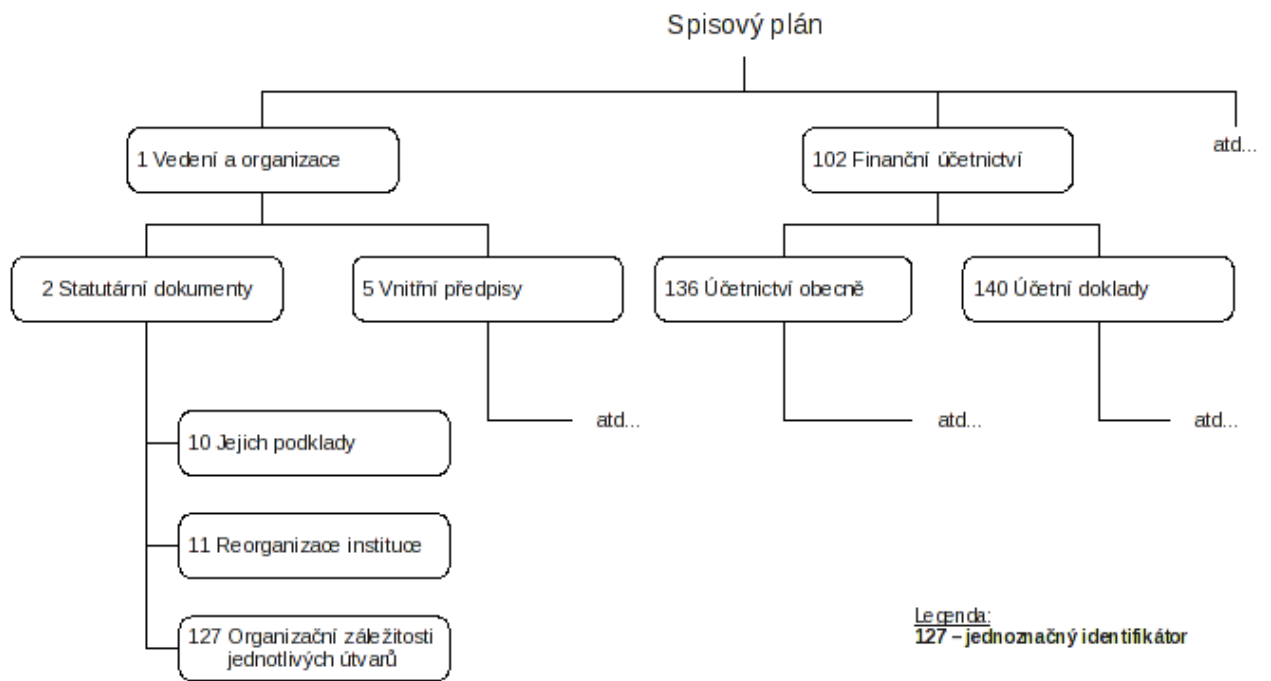 Spisový plán
1 Vedení a organizace
102 Finanční účetnictví
atd...
2 Statutární dokumenty
5 Vnitřní předpisy
136 Účetnictví obecně
140 Účetní doklady
atd...
atd...
atd...
10 Jejich podklady
11 Reorganizace instituce
127 Organizační záležitosti
jednotlivých útvarů
Legenda:
127 – jednoznačný identifikátor